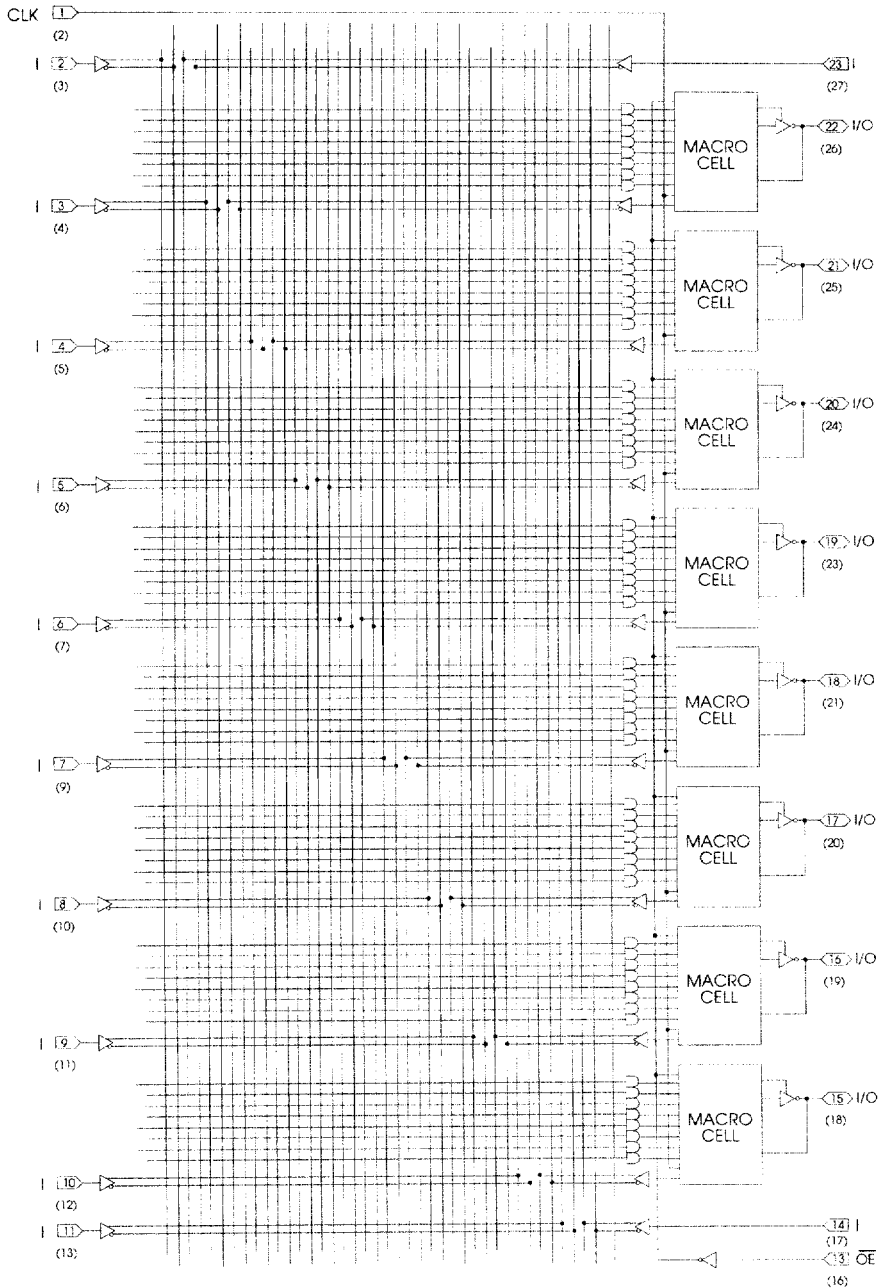 CLK 1
(2)
I 2 23 I
(3) (27)
MACRO CELL 22 I/O
(26)
I 3
(4)
MACRO CELL 21 I/O
(25)
I 4
(5)
MACRO CELL 20 I/O
(24)
I 5
(6)
MACRO CELL 19 I/O
(23)
I 6
(7)
MACRO CELL 18 I/O
(21)
I 7
(9)
MACRO CELL 17 I/O
(20)
I 8
(10)
MACRO CELL 16 I/O
(19)
I 9
(11)
MACRO CELL 15 I/O
(18)
I 10
(12)
I 11 14 I
(13) (17)
13 OE
(16)